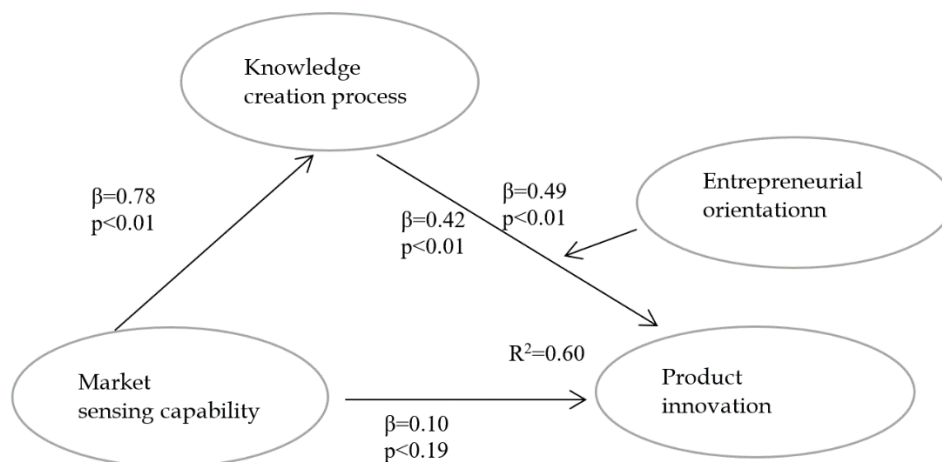 Knowledge
creation process
β=0.78
p<0.01
β=0.49
p<0.01
β=0.42
p<0.01
Entrepreneurial
orientationn
R²=0.60
Market
sensing capability
Product
innovation
β=0.10
p<0.19